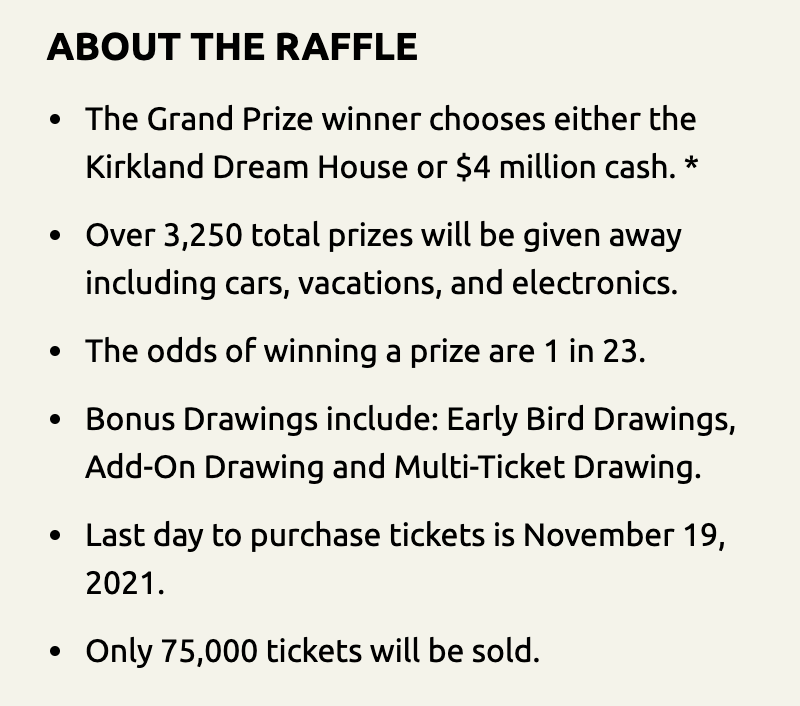 ABOUT THE RAFFLE
• The Grand Prize winner chooses either the
Kirkland Dream House or $4 million cash. *
• Over 3,250 total prizes will be given away
including cars, vacations, and electronics.
• The odds of winning a prize are 1 in 23.
• Bonus Drawings include: Early Bird Drawings,
Add-On Drawing and Multi-Ticket Drawing.
• Last day to purchase tickets is November 19,
2021.
• Only 75,000 tickets will be sold.